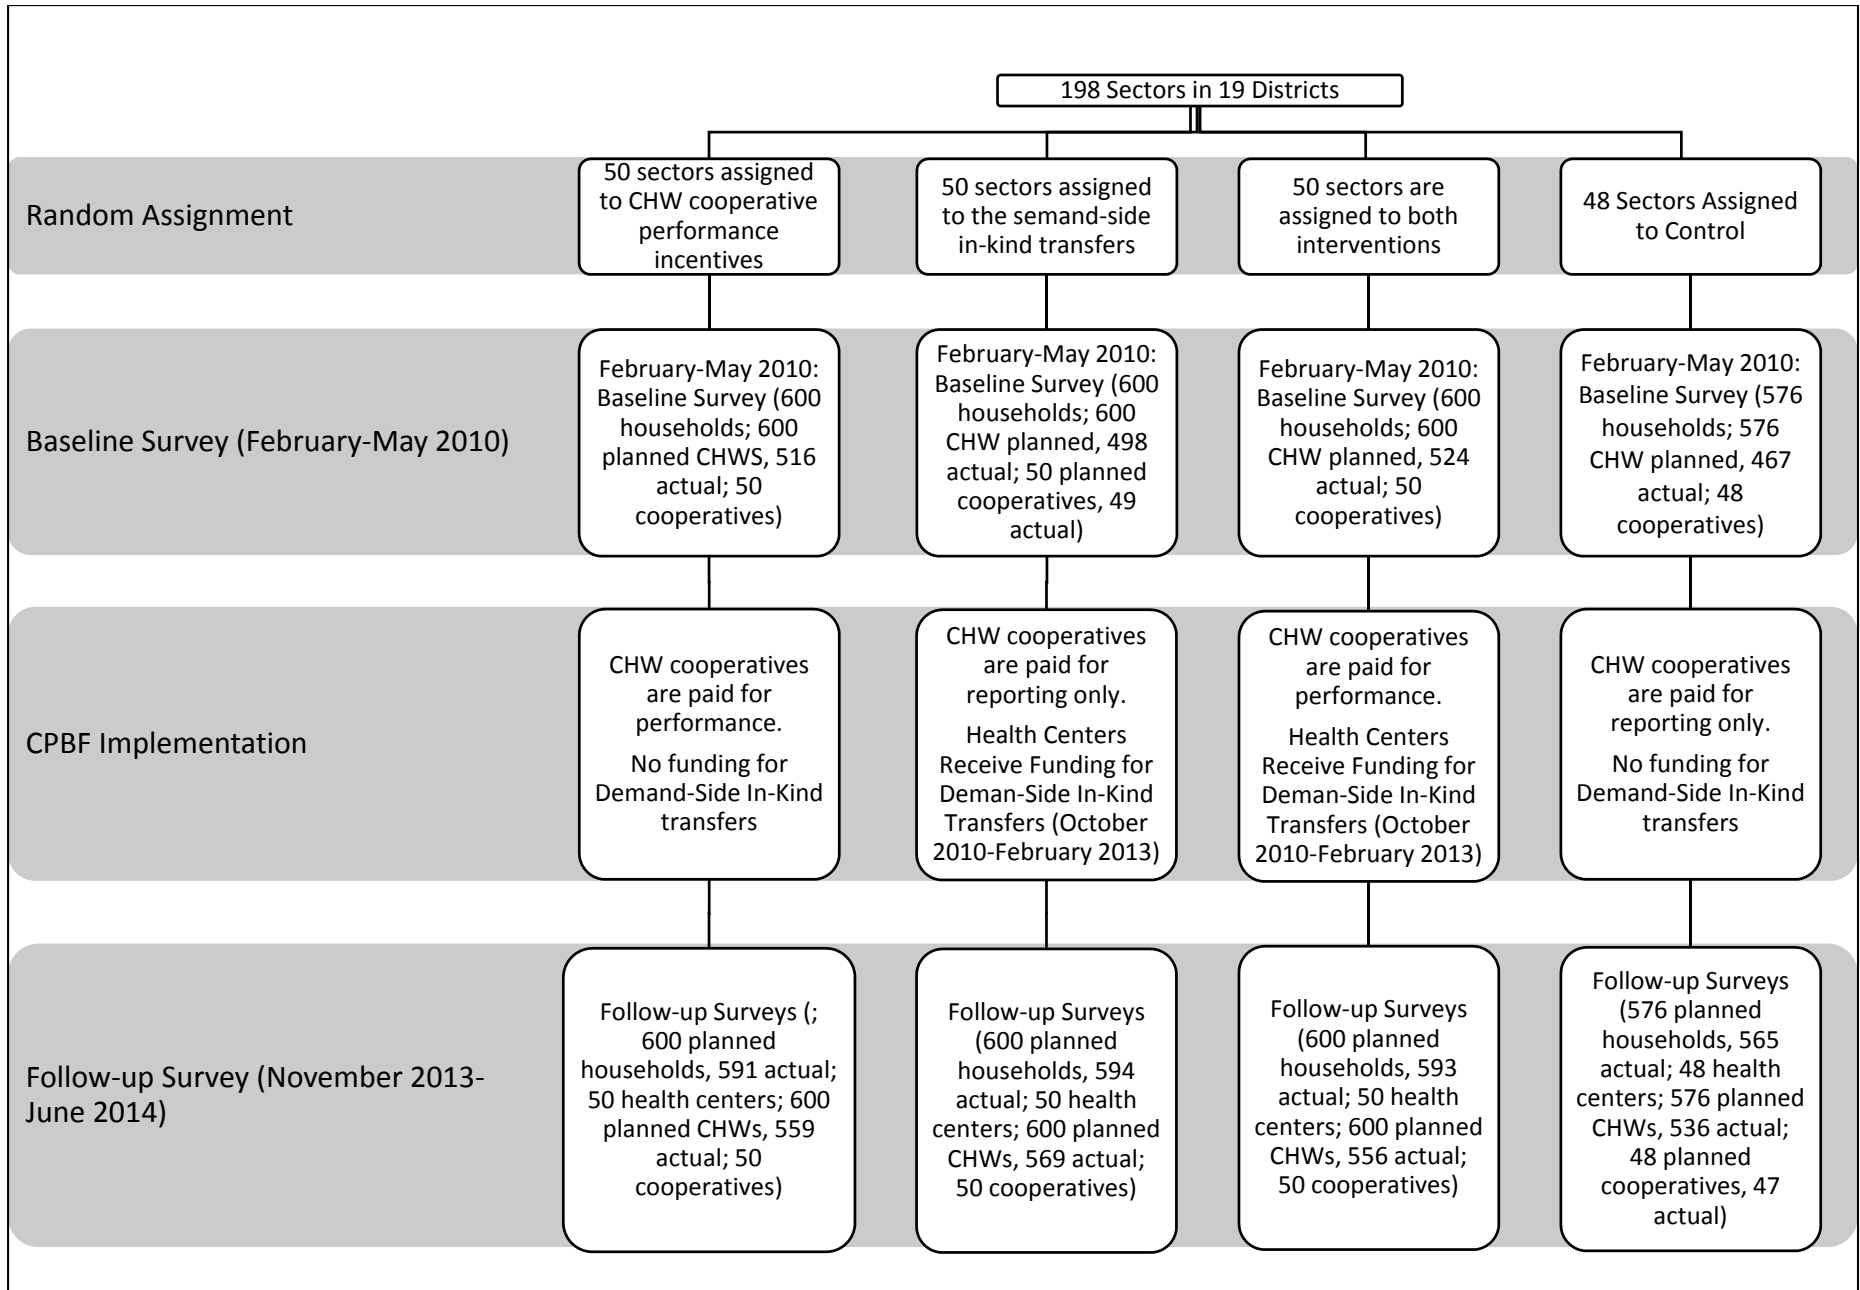 198 Sectors in 19 Districts
Random Assignment
50 sectors assigned
to CHW cooperative
performance
incentives
50 sectors assigned
to the semand-side
in-kind transfers
50 sectors are
assigned to both
interventions
48 Sectors Assigned
to Control
Baseline Survey (February-May 2010)
February-May 2010:
Baseline Survey (600
households; 600
planned CHWS, 516
actual; 50
cooperatives)
February-May 2010:
Baseline Survey (600
households; 600
CHW planned, 498
actual; 50 planned
cooperatives, 49
actual)
February-May 2010:
Baseline Survey (600
households; 600
CHW planned, 524
actual; 50
cooperatives)
February-May 2010:
Baseline Survey (576
households; 576
CHW planned, 467
actual; 48
cooperatives)
CPBF Implementation
CHW cooperatives
are paid for
performance.
No funding for
Demand-Side In-Kind
transfers
CHW cooperatives
are paid for
reporting only.
Health Centers
Receive Funding for
Deman-Side In-Kind
Transfers (October
2010-February 2013)
CHW cooperatives
are paid for
performance.
Health Centers
Receive Funding for
Deman-Side In-Kind
Transfers (October
2010-February 2013)
CHW cooperatives
are paid for
reporting only.
No funding for
Demand-Side In-Kind
transfers
Follow-up Survey (November 2013-
June 2014)
Follow-up Surveys (;
600 planned
households, 591 actual;
50 health centers; 600
planned CHWs, 559
actual; 50
cooperatives)
Follow-up Surveys
(600 planned
households, 594
actual; 50 health
centers; 600 planned
CHWs, 569 actual;
50 cooperatives)
Follow-up Surveys
(600 planned
households, 593
actual; 50 health
centers; 600 planned
CHWs, 556 actual;
50 cooperatives)
Follow-up Surveys
(576 planned
households, 565
actual; 48 health
centers; 576 planned
CHWs, 536 actual;
48 planned
cooperatives, 47
actual)